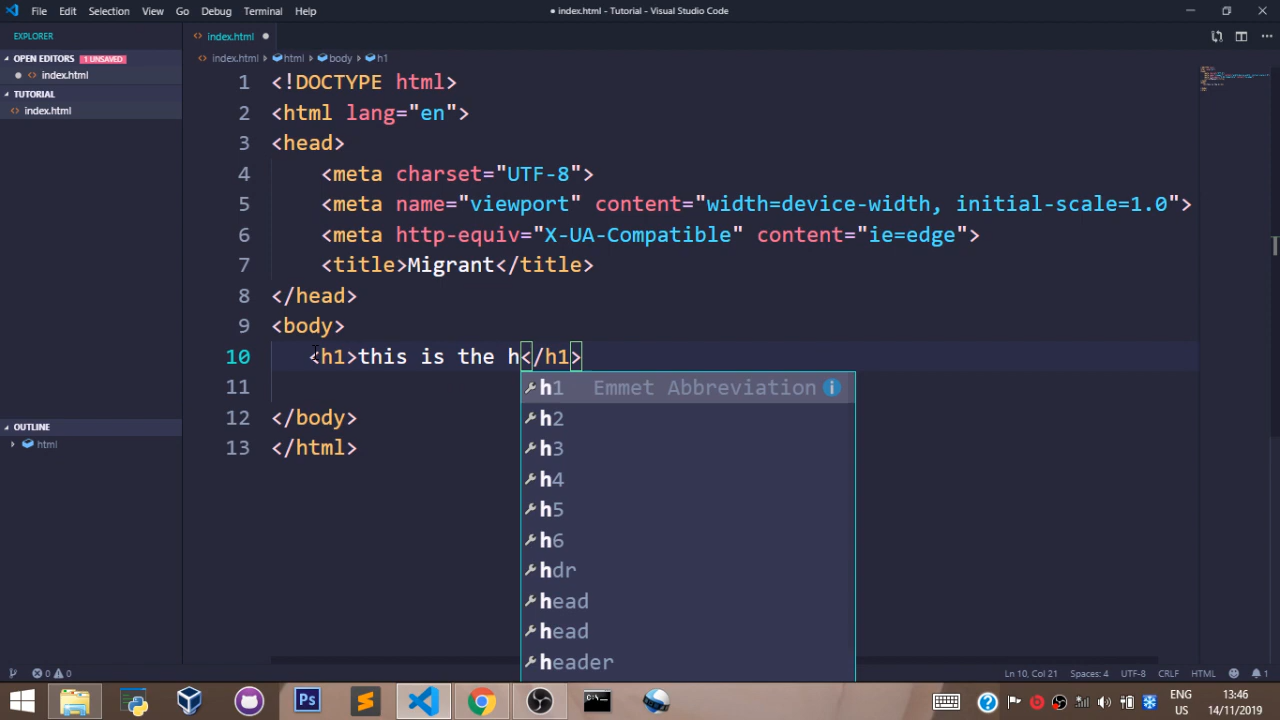 File Edit Selection View Go Debug Terminal Help
● index.html - Tutorial - Visual Studio Code
EXPLORER
OPEN EDITORS 1 UNSAVED
index.html
TUTORIAL
index.html
OUTLINE
html
index.html
index.html html body h1
1 <!DOCTYPE html>
2 <html lang="en">
3 <head>
4 <meta charset="UTF-8">
5 <meta name="viewport" content="width=device-width, initial-scale=1.0">
6 <meta http-equiv="X-UA-Compatible" content="ie=edge">
7 <title>Migrant</title>
8 </head>
9 <body>
10 <h1>this is the h</h1>
11
12 </body>
13 </html>
h1 Emmet Abbreviation
h2
h3
h4
h5
h6
hdr
head
head
header
0 0
Ln 10, Col 21 Spaces: 4 UTF-8 CRLF HTML 1
Ps
ENG
US
13:46
14/11/2019